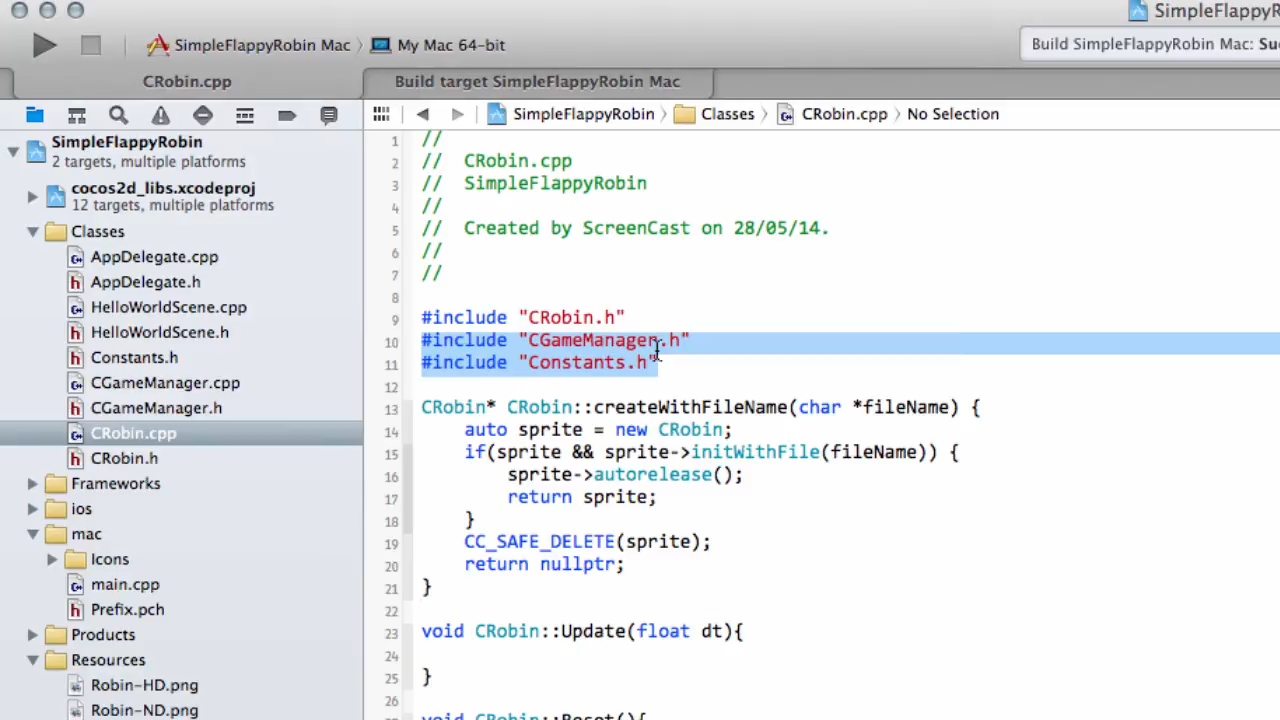 SimpleFlappyR
SimpleFlappyRobin Mac
My Mac 64-bit
Build SimpleFlappyRobin Mac: Suc
CRobin.cpp
Build target SimpleFlappyRobin Mac
SimpleFlappyRobin
Classes
CRobin.cpp
No Selection
SimpleFlappyRobin
2 targets, multiple platforms
cocos2d_libs.xcodeproj
12 targets, multiple platforms
Classes
AppDelegate.cpp
AppDelegate.h
HelloWorldScene.cpp
HelloWorldScene.h
Constants.h
CGameManager.cpp
CGameManager.h
CRobin.cpp
CRobin.h
Frameworks
ios
mac
Icons
main.cpp
Prefix.pch
Products
Resources
Robin-HD.png
Robin-ND.png
1 //
2 // CRobin.cpp
3 // SimpleFlappyRobin
4 //
5 // Created by ScreenCast on 28/05/14.
6 //
7 //
8
9 #include "CRobin.h"
10 #include "CGameManager.h"
11 #include "Constants.h"
12
13 CRobin* CRobin::createWithFileName(char *fileName) {
14 auto sprite = new CRobin;
15 if(sprite && sprite->initWithFile(fileName)) {
16 sprite->autorelease();
17 return sprite;
18 }
19 CC_SAFE_DELETE(sprite);
20 return nullptr;
21 }
22
23 void CRobin::Update(float dt){
24
25 }
26
void CRobin::Reset(){